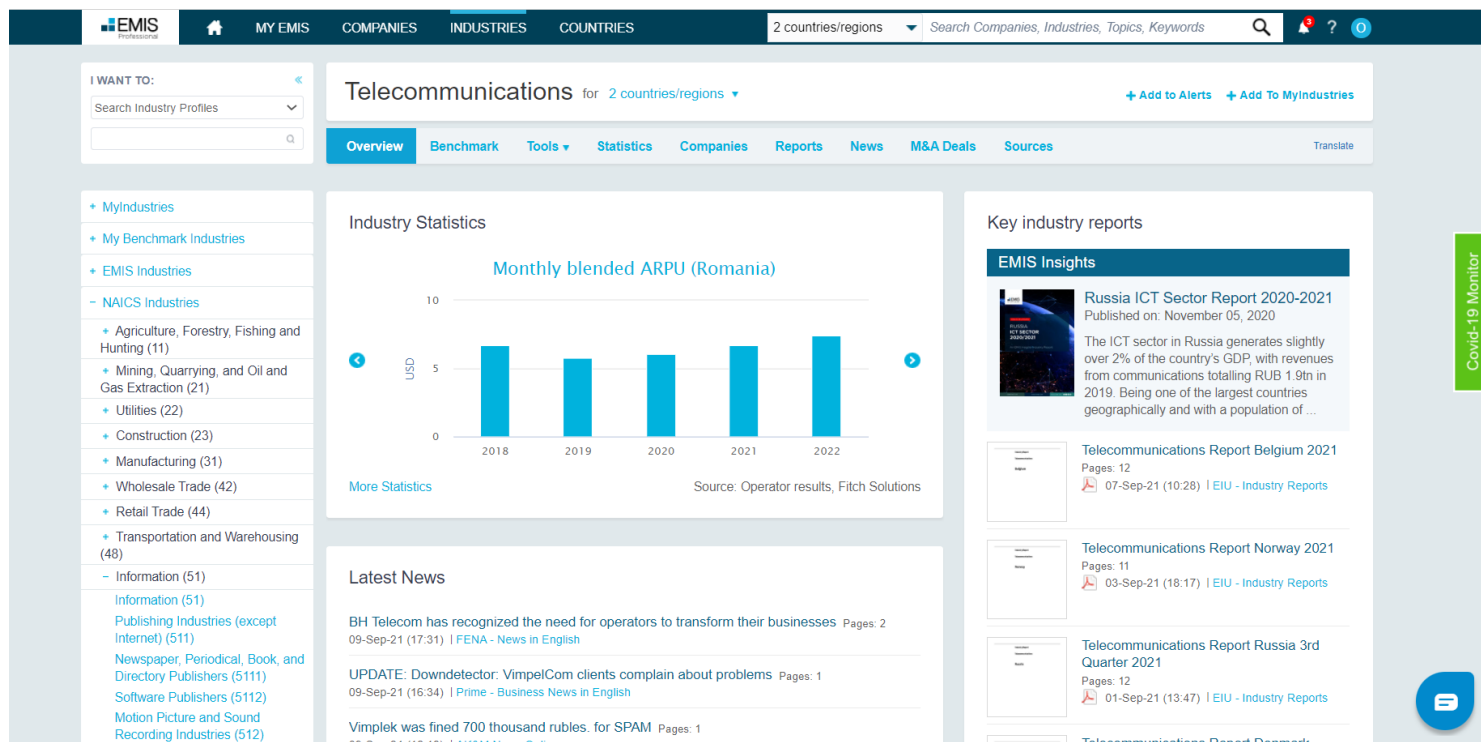 EMIS
Professional
MY EMIS
COMPANIES
INDUSTRIES
COUNTRIES
2 countries/regions
Search Companies, Industries, Topics, Keywords
3
?
O
I WANT TO:
Search Industry Profiles
Telecommunications for 2 countries/regions
+ Add to Alerts
+ Add To MyIndustries
Overview
Benchmark
Tools
Statistics
Companies
Reports
News
M&A Deals
Sources
Translate
+ MyIndustries
+ My Benchmark Industries
+ EMIS Industries
− NAICS Industries
+ Agriculture, Forestry, Fishing and
Hunting (11)
+ Mining, Quarrying, and Oil and
Gas Extraction (21)
+ Utilities (22)
+ Construction (23)
+ Manufacturing (31)
+ Wholesale Trade (42)
+ Retail Trade (44)
+ Transportation and Warehousing
(48)
− Information (51)
Information (51)
Publishing Industries (except
Internet) (511)
Newspaper, Periodical, Book, and
Directory Publishers (5111)
Software Publishers (5112)
Motion Picture and Sound
Recording Industries (512)
Industry Statistics
Monthly blended ARPU (Romania)
10
USD
5
0
2018
2019
2020
2021
2022
More Statistics
Source: Operator results, Fitch Solutions
Latest News
BH Telecom has recognized the need for operators to transform their businesses Pages: 2
09-Sep-21 (17:31) | FENA - News in English
UPDATE: Downdetector: VimpelCom clients complain about problems Pages: 1
09-Sep-21 (16:34) | Prime - Business News in English
Vimplek was fined 700 thousand rubles. for SPAM Pages: 1
Key industry reports
EMIS Insights
Russia ICT Sector Report 2020-2021
Published on: November 05, 2020
The ICT sector in Russia generates slightly
over 2% of the country's GDP, with revenues
from communications totalling RUB 1.9tn in
2019. Being one of the largest countries
geographically and with a population of ...
Telecommunications Report Belgium 2021
Pages: 12
07-Sep-21 (10:28) | EIU - Industry Reports
Telecommunications Report Norway 2021
Pages: 11
03-Sep-21 (18:17) | EIU - Industry Reports
Telecommunications Report Russia 3rd
Quarter 2021
Pages: 12
01-Sep-21 (13:47) | EIU - Industry Reports
Telecommunications Report Denmark
Covid-19 Monitor